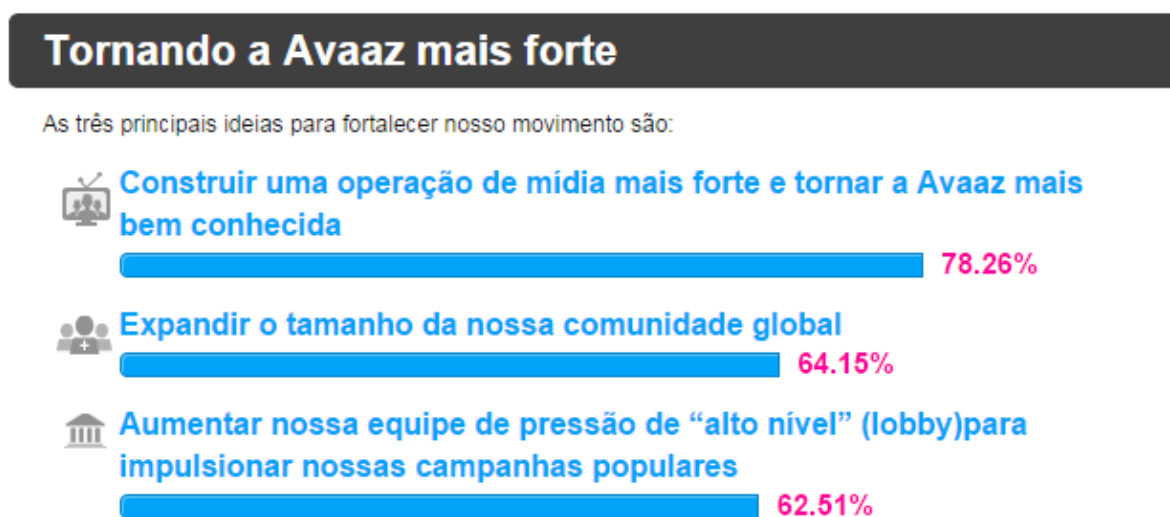 Tornando a Avaaz mais forte
As três principais ideias para fortalecer nosso movimento são:
Construir uma operação de mídia mais forte e tornar a Avaaz mais
bem conhecida
78.26%
Expandir o tamanho da nossa comunidade global
64.15%
Aumentar nossa equipe de pressão de “alto nível” (lobby)para
impulsionar nossas campanhas populares
62.51%